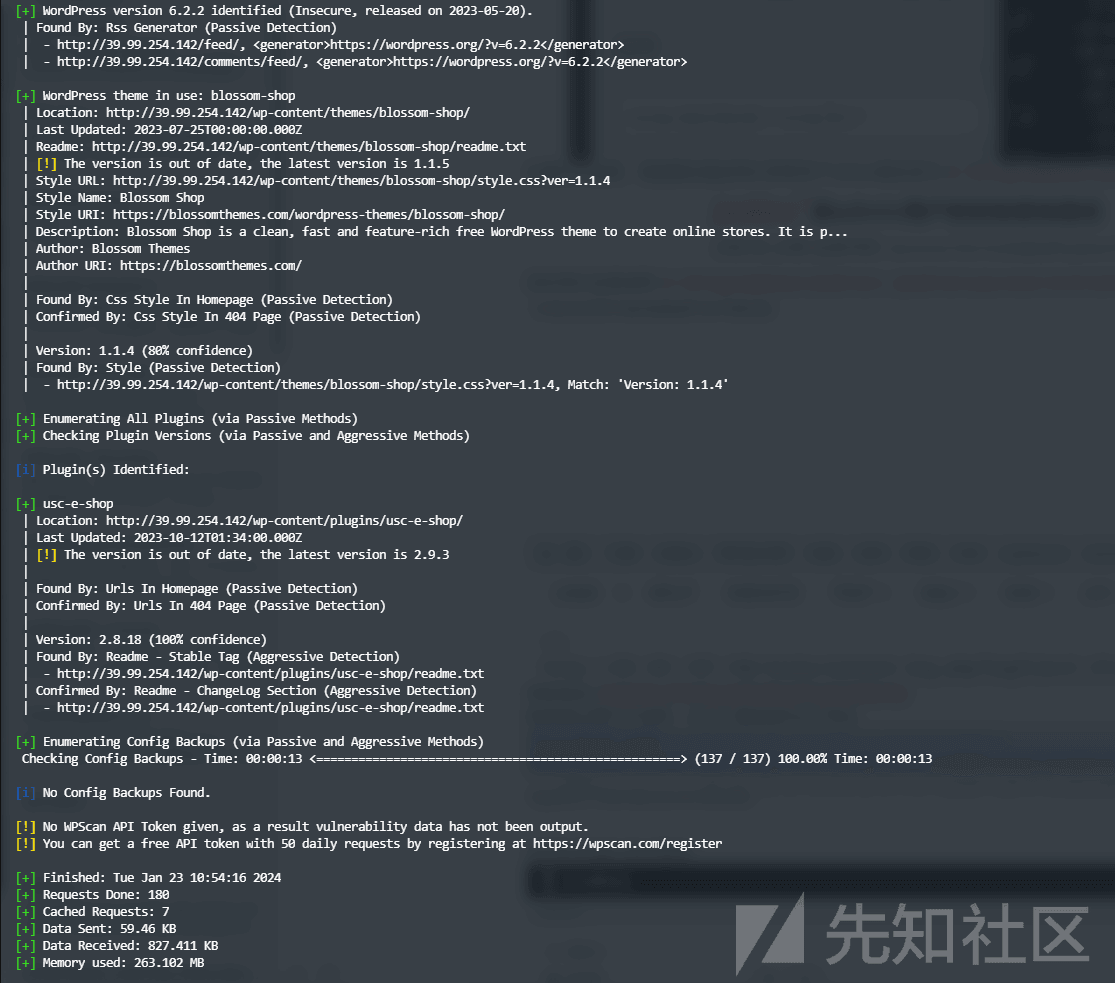 [+] WordPress version 6.2.2 identified (Insecure, released on 2023-05-20).
| Found By: Rss Generator (Passive Detection)
|  - http://39.99.254.142/feed/, <generator>https://wordpress.org/?v=6.2.2</generator>
|  - http://39.99.254.142/comments/feed/, <generator>https://wordpress.org/?v=6.2.2</generator>
[+] WordPress theme in use: blossom-shop
| Location: http://39.99.254.142/wp-content/themes/blossom-shop/
| Last Updated: 2023-07-25T00:00:00.000Z
| Readme: http://39.99.254.142/wp-content/themes/blossom-shop/readme.txt
| [!] The version is out of date, the latest version is 1.1.5
| Style URL: http://39.99.254.142/wp-content/themes/blossom-shop/style.css?ver=1.1.4
| Style Name: Blossom Shop
| Style URI: https://blossomthemes.com/wordpress-themes/blossom-shop/
| Description: Blossom Shop is a clean, fast and feature-rich free WordPress theme to create online stores. It is p...
| Author: Blossom Themes
| Author URI: https://blossomthemes.com/
|
| Found By: Css Style In Homepage (Passive Detection)
| Confirmed By: Css Style In 404 Page (Passive Detection)
|
| Version: 1.1.4 (80% confidence)
| Found By: Style (Passive Detection)
|  - http://39.99.254.142/wp-content/themes/blossom-shop/style.css?ver=1.1.4, Match: 'Version: 1.1.4'
[+] Enumerating All Plugins (via Passive Methods)
[+] Checking Plugin Versions (via Passive and Aggressive Methods)
[i] Plugin(s) Identified:
[+] usc-e-shop
| Location: http://39.99.254.142/wp-content/plugins/usc-e-shop/
| Last Updated: 2023-10-12T01:34:00.000Z
| [!] The version is out of date, the latest version is 2.9.3
|
| Found By: Urls In Homepage (Passive Detection)
| Confirmed By: Urls In 404 Page (Passive Detection)
|
| Version: 2.8.18 (100% confidence)
| Found By: Readme - Stable Tag (Aggressive Detection)
|  - http://39.99.254.142/wp-content/plugins/usc-e-shop/readme.txt
| Confirmed By: Readme - ChangeLog Section (Aggressive Detection)
|  - http://39.99.254.142/wp-content/plugins/usc-e-shop/readme.txt
[+] Enumerating Config Backups (via Passive and Aggressive Methods)
Checking Config Backups - Time: 00:00:13 <====================================================> (137 / 137) 100.00% Time: 00:00:13
[i] No Config Backups Found.
[!] No WPScan API Token given, as a result vulnerability data has not been output.
[!] You can get a free API token with 50 daily requests by registering at https://wpscan.com/register
[+] Finished: Tue Jan 23 10:54:16 2024
[+] Requests Done: 180
[+] Cached Requests: 7
[+] Data Sent: 59.46 KB
[+] Data Received: 827.411 KB
[+] Memory used: 263.102 MB
先知社区